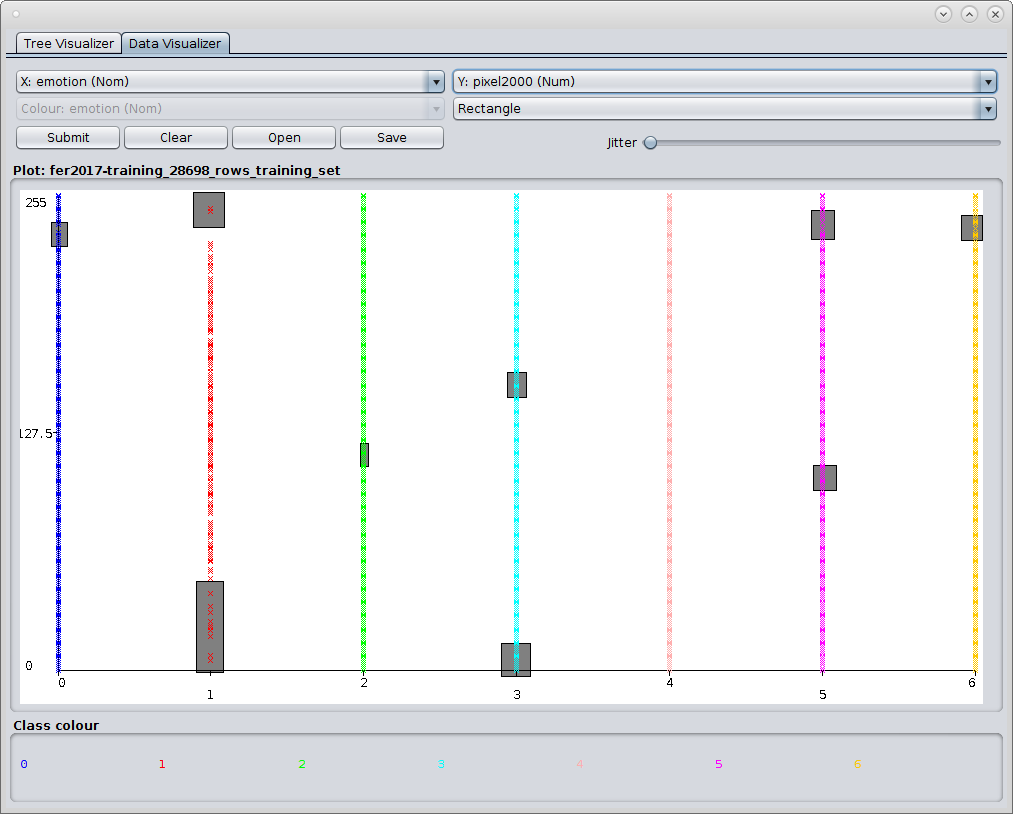 Tree Visualizer Data Visualizer
X: emotion (Nom) Y: pixel2000 (Num)
Colour: emotion (Nom) Rectangle
Submit Clear Open Save Jitter
Plot: fer2017-training_28698_rows_training_set
255
127.5
0
0 1 2 3 4 5 6
Class colour
0 1 2 3 4 5 6